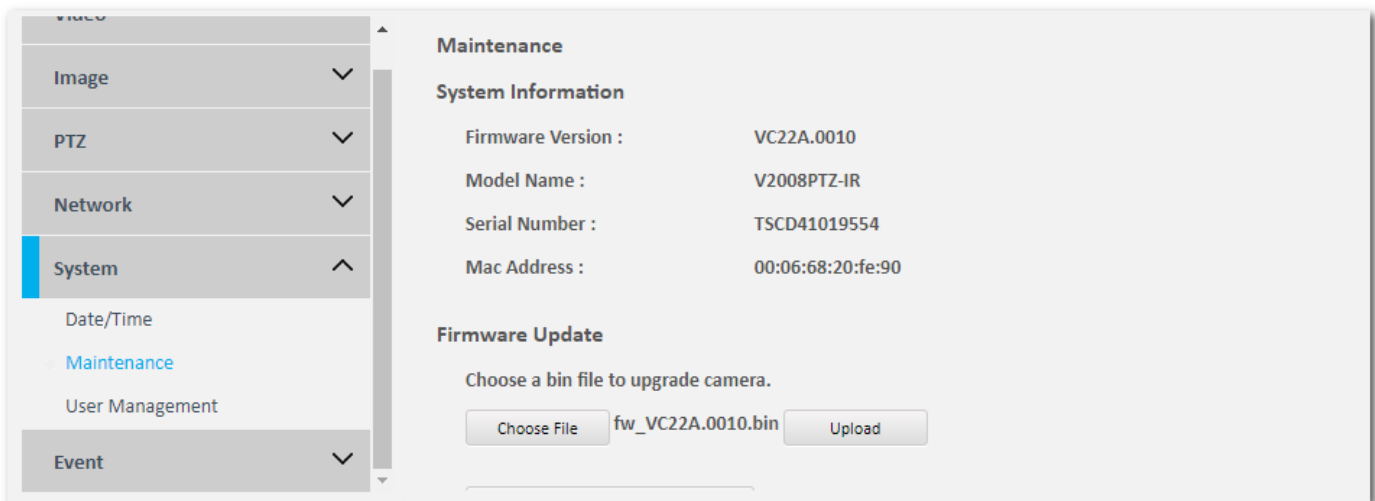 Video
Image
PTZ
Network
System
Date/Time
Maintenance
User Management
Event
Maintenance
System Information
Firmware Version : VC22A.0010
Model Name : V2008PTZ-IR
Serial Number : TSCD41019554
Mac Address : 00:06:68:20:fe:90
Firmware Update
Choose a bin file to upgrade camera.
Choose File fw_VC22A.0010.bin Upload